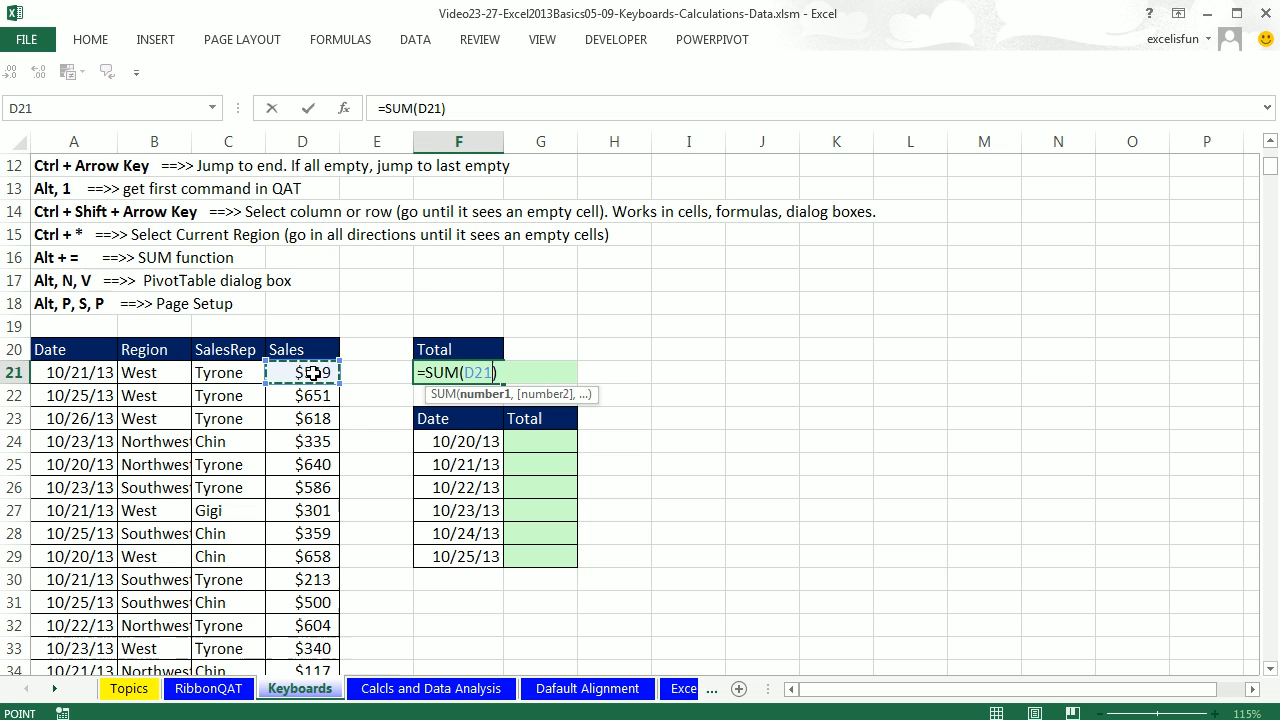 Video23-27-Excel2013Basics05-09-Keyboards-Calculations-Data.xlsm - Excel
FILE HOME INSERT PAGE LAYOUT FORMULAS DATA REVIEW VIEW DEVELOPER POWERPIVOT excelisfun
D21 =SUM(D21)
A B C D E F G H I J K L M N O P
12 Ctrl + Arrow Key ==>> Jump to end. If all empty, jump to last empty
13 Alt, 1 ==>> get first command in QAT
14 Ctrl + Shift + Arrow Key ==>> Select column or row (go until it sees an empty cell). Works in cells, formulas, dialog boxes.
15 Ctrl + * ==>> Select Current Region (go in all directions until it sees an empty cells)
16 Alt + = ==>> SUM function
17 Alt, N, V ==>> PivotTable dialog box
18 Alt, P, S, P ==>> Page Setup
19
20 Date Region SalesRep Sales Total
21 10/21/13 West Tyrone =SUM(D21)
22 10/25/13 West Tyrone $651 SUM(number1, [number2], ...)
23 10/26/13 West Tyrone $618 Date Total
24 10/23/13 Northwest Chin $335 10/20/13
25 10/20/13 Northwest Tyrone $640 10/21/13
26 10/23/13 Southwest Tyrone $586 10/22/13
27 10/21/13 West Gigi $301 10/23/13
28 10/25/13 Southwest Chin $359 10/24/13
29 10/20/13 West Chin $658 10/25/13
30 10/21/13 Southwest Tyrone $213
31 10/25/13 Southwest Chin $500
32 10/22/13 Northwest Tyrone $604
33 10/23/13 West Tyrone $340
34 10/21/13 Northwest Chin $117
Topics RibbonQAT Keyboards Calcls and Data Analysis Dafault Alignment Exce ...
POINT 115%